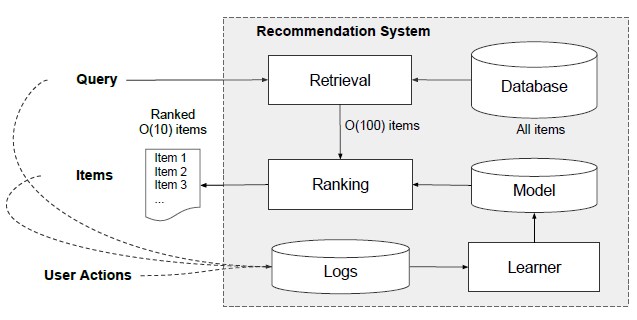 Recommendation System
Query
Retrieval
Database
All items
O(100) items
Ranked
O(10) items
Items
Item 1
Item 2
Item 3
...
Ranking
Model
User Actions
Logs
Learner